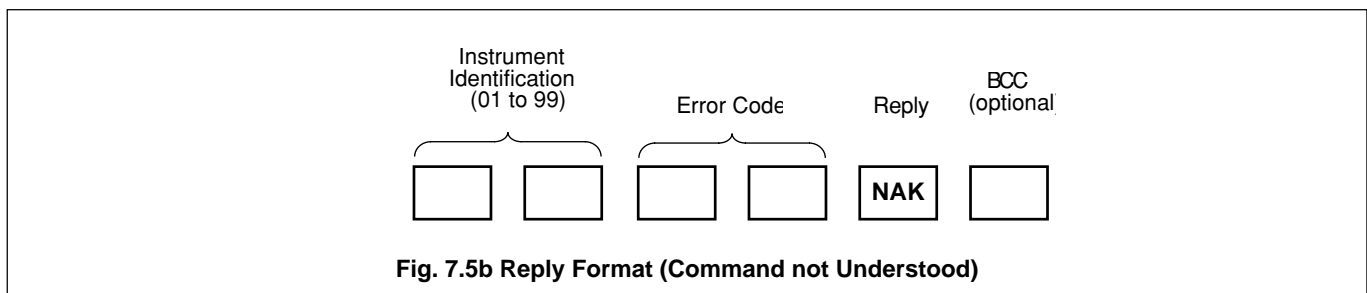 Instrument
Identification
(01 to 99)
Error Code
Reply
BCC
(optional)
NAK
Fig. 7.5b Reply Format (Command not Understood)